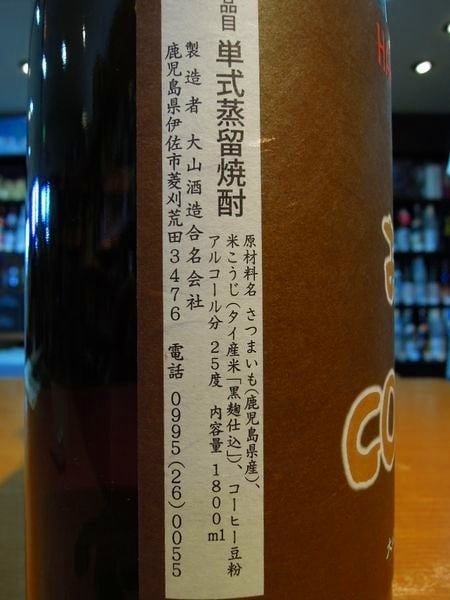 品目 単式蒸留焼酎
原材料名 さつまいも(鹿児島県産)、
米こうじ(タイ産米「黒麹仕込」)、コーヒー豆粉
アルコール分 25度 内容量 1800ml
製造者 大山酒造合名会社
鹿児島県伊佐市菱刈荒田3476 電話 0995(26)0055
H
CO